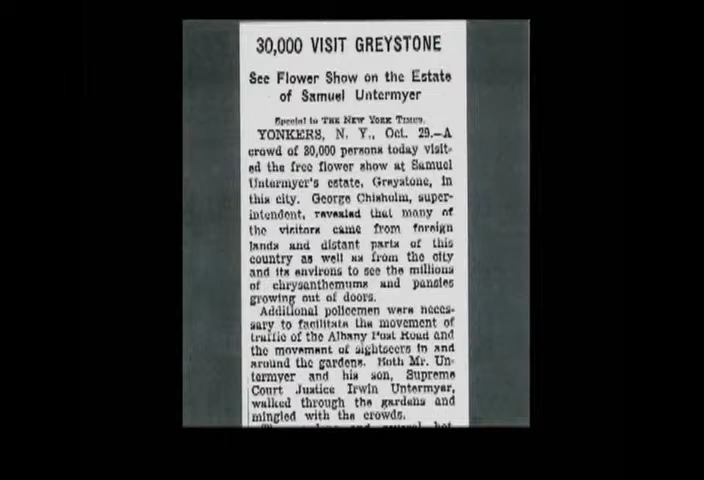 30,000 VISIT GREYSTONE
See Flower Show on the Estate
of Samuel Untermyer
Special to THE NEW YORK TIMES.
YONKERS, N. Y., Oct. 29.—A
crowd of 30,000 persons today visit-
ed the free flower show at Samuel
Untermyer's estate, Greystone, in
this city. George Chisholm, super-
intendent, revealed that many of
the visitors came from foreign
lands and distant parts of this
country as well as from the city
and its environs to see the millions
of chrysanthemums and pansies
growing out of doors.
Additional policemen were neces-
sary to facilitate the movement of
traffic of the Albany Post Road and
the movement of sightseers in and
around the gardens. Both Mr. Un-
termyer and his son, Supreme
Court Justice Irwin Untermyer,
walked through the gardens and
mingled with the crowds.